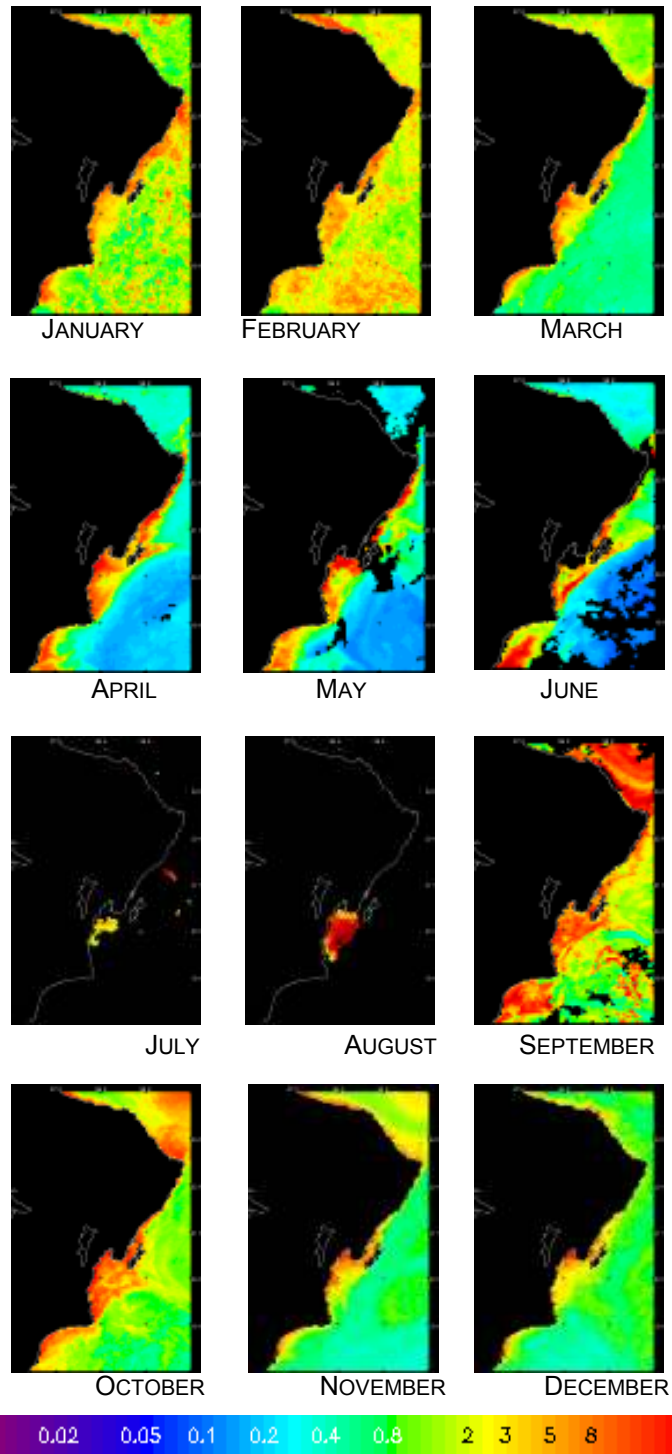 JANUARY FEBRUARY MARCH
APRIL MAY JUNE
JULY AUGUST SEPTEMBER
OCTOBER NOVEMBER DECEMBER
0.02 0.05 0.1 0.2 0.4 0.8 2 3 5 8